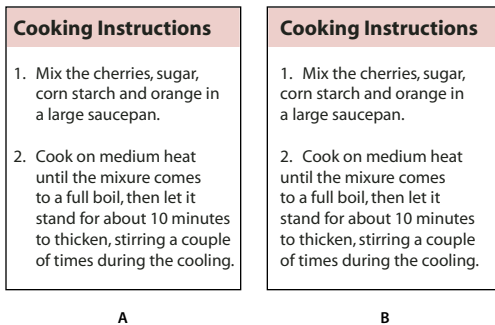 Cooking Instructions
1. Mix the cherries, sugar,
corn starch and orange in
a large saucepan.
2. Cook on medium heat
until the mixure comes
to a full boil, then let it
stand for about 10 minutes
to thicken, stirring a couple
of times during the cooling.
A
Cooking Instructions
1. Mix the cherries, sugar,
corn starch and orange in
a large saucepan.
2. Cook on medium heat
until the mixure comes
to a full boil, then let it
stand for about 10 minutes
to thicken, stirring a couple
of times during the cooling.
B